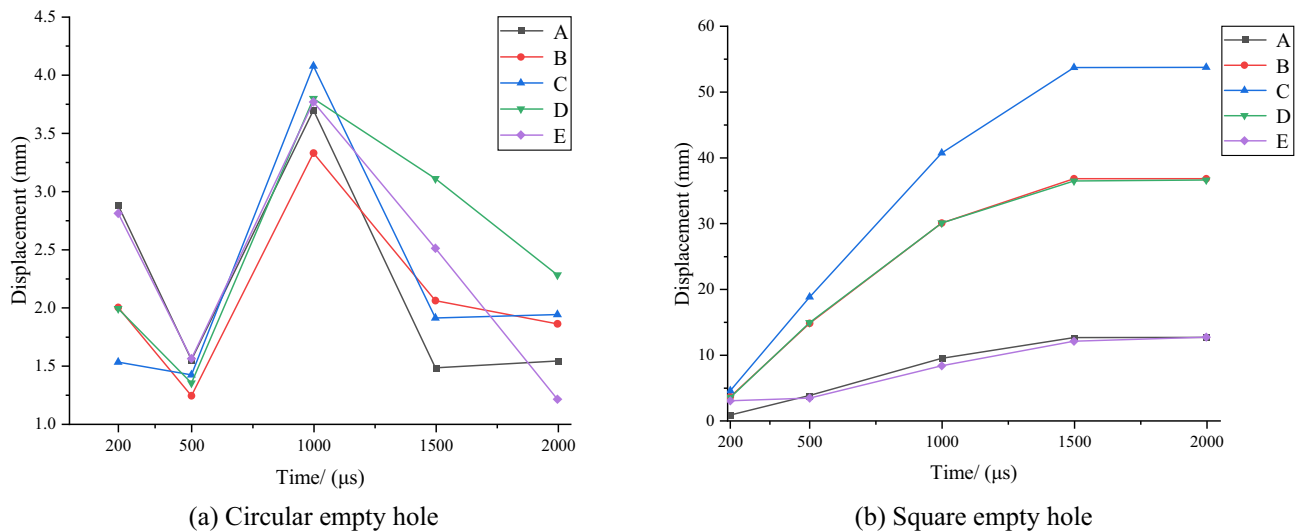 4.5
4.0
3.5
3.0
2.5
2.0
1.5
1.0
Displacement (mm)
200 500 1000 1500 2000
Time/ (μs)
A
B
C
D
E
(a) Circular empty hole
60
50
40
30
20
10
0
Displacement (mm)
200 500 1000 1500 2000
Time/ (μs)
A
B
C
D
E
(b) Square empty hole